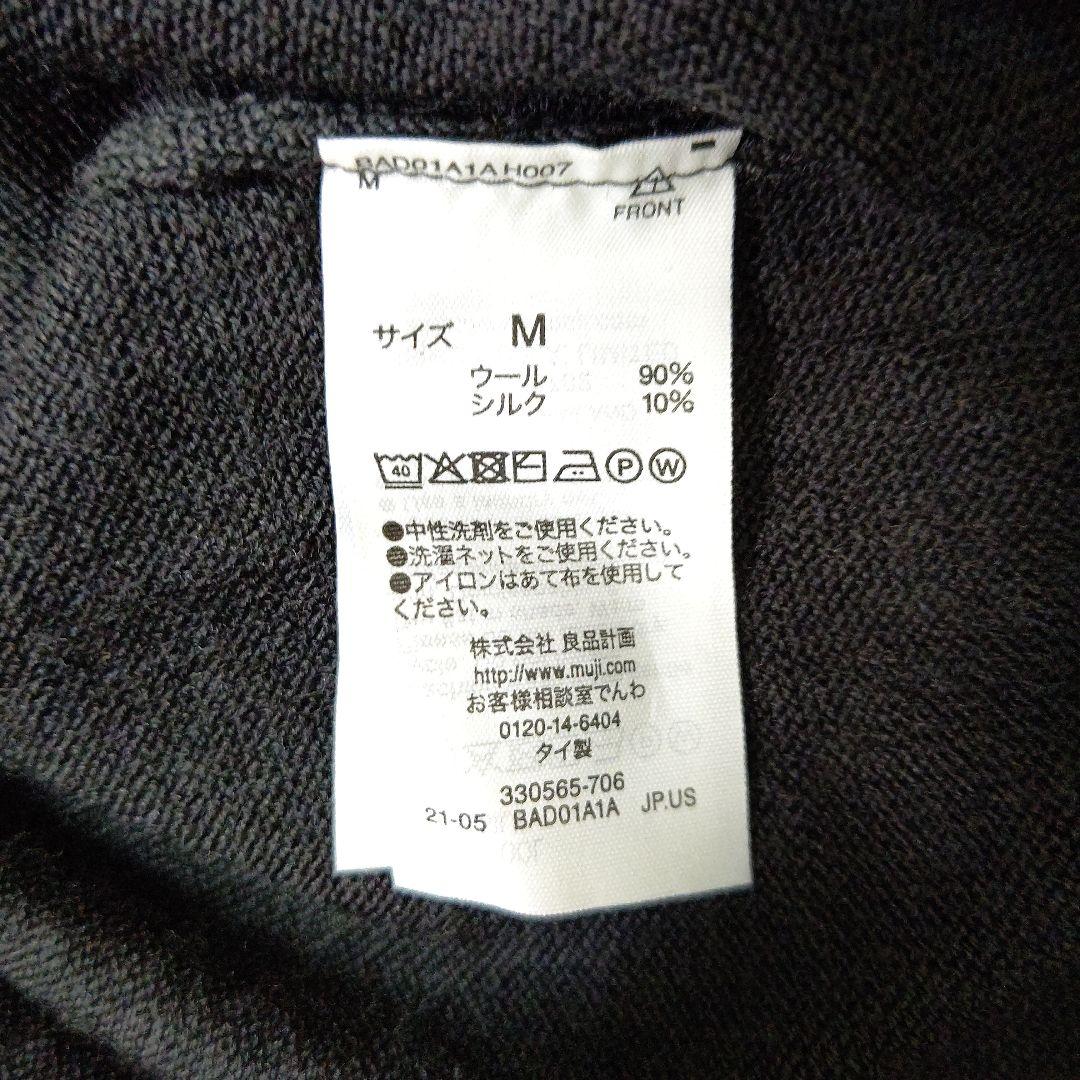 BAD01A1AH007
M
FRONT
サイズ M
ウール 90%
シルク 10%
40 P W
●中性洗剤をご使用ください。
●洗濯ネットをご使用ください。
●アイロンはあて布を使用して
ください。
株式会社 良品計画
http://www.muji.com
お客様相談室でんわ
0120-14-6404
タイ製
330565-706
21-05 BAD01A1A JP.US